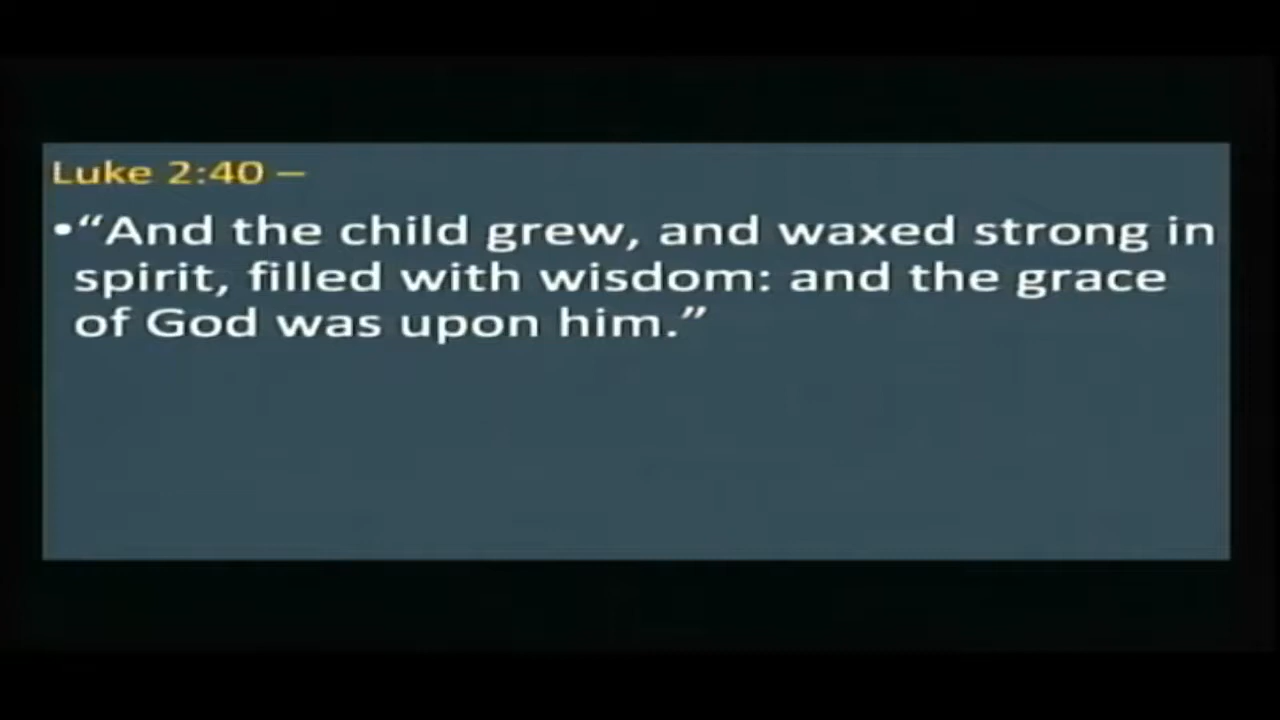 Luke 2:40 –
•“And the child grew, and waxed strong in
spirit, filled with wisdom: and the grace
of God was upon him.”